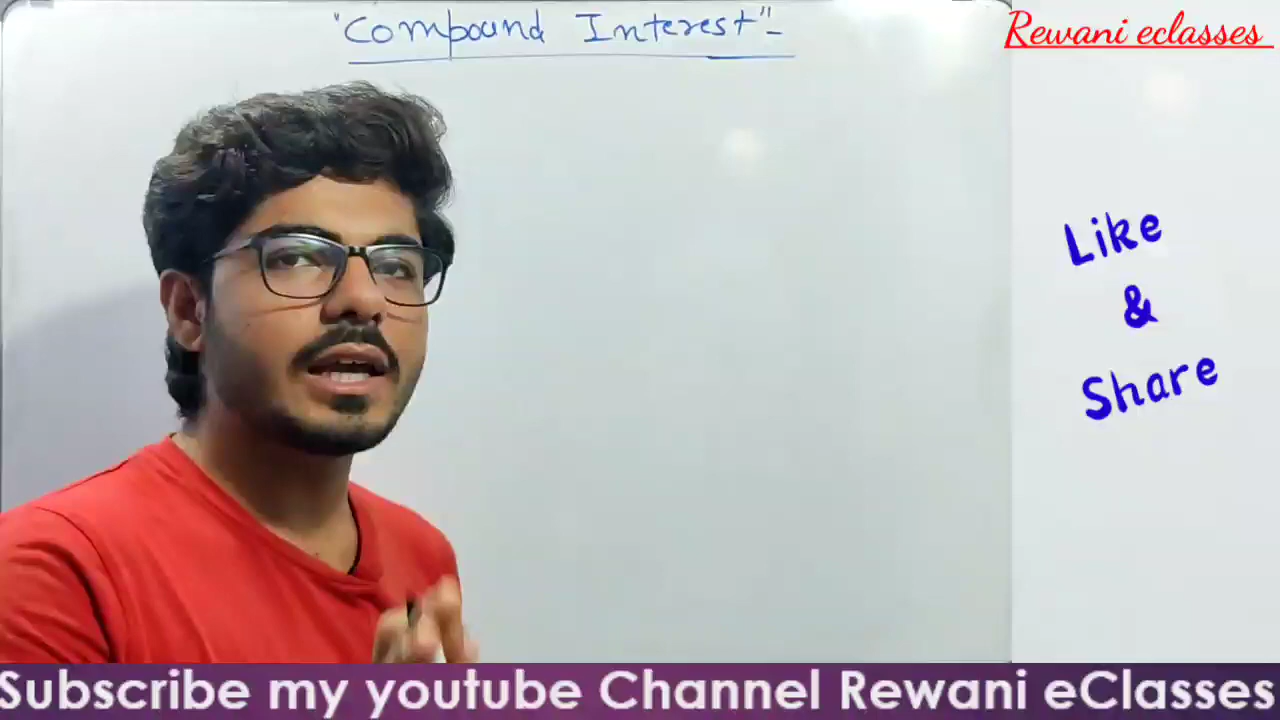 "Compound Interest"-
Rewani eclasses
Like
&
Share
Subscribe my youtube Channel Rewani eClasses